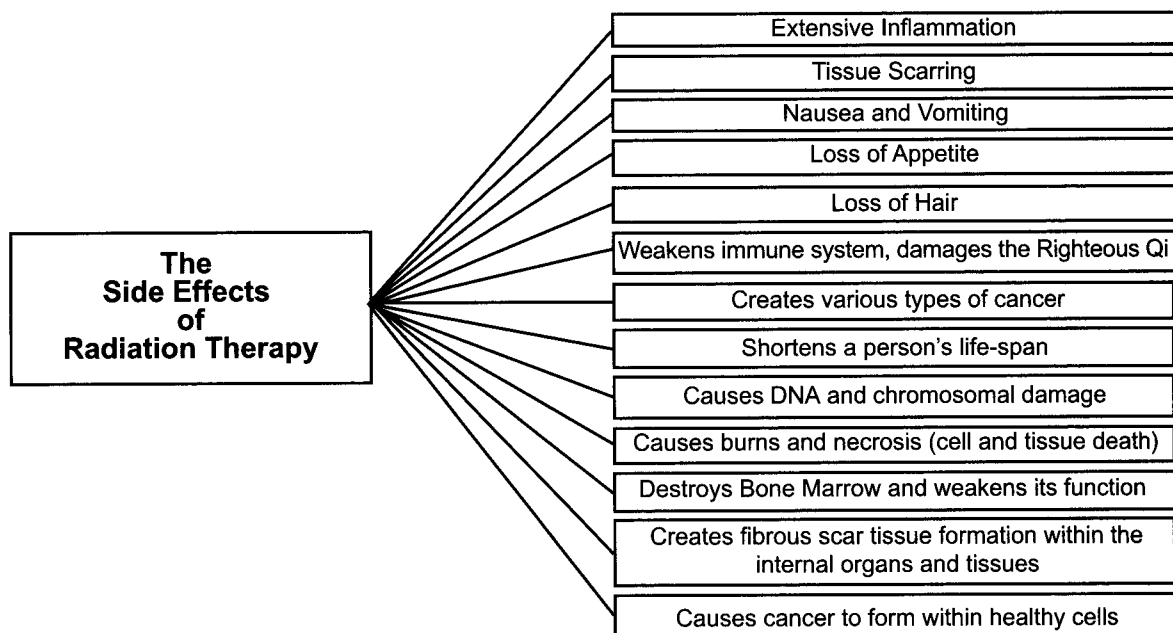 Extensive Inflammation
Tissue Scarring
Nausea and Vomiting
Loss of Appetite
Loss of Hair
Weakens immune system, damages the Righteous Qi
The
Side Effects
of
Radiation Therapy
Creates various types of cancer
Shortens a person's life-span
Causes DNA and chromosomal damage
Causes burns and necrosis (cell and tissue death)
Destroys Bone Marrow and weakens its function
Creates fibrous scar tissue formation within the
internal organs and tissues
Causes cancer to form within healthy cells